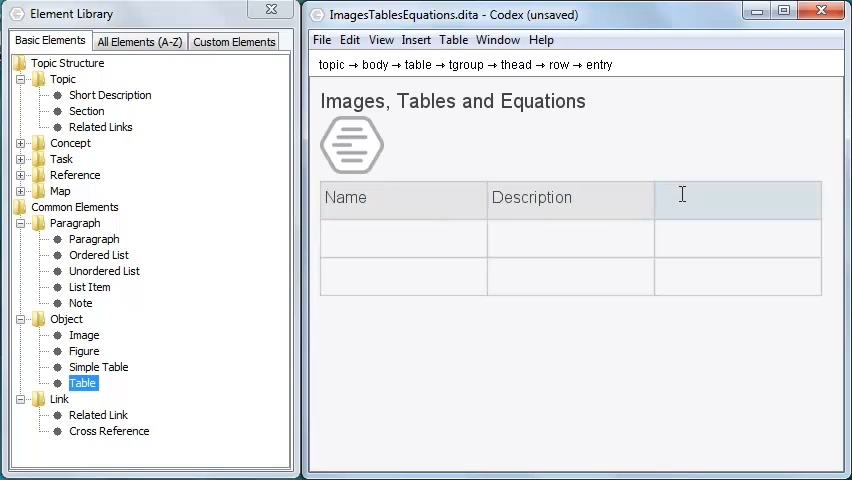 Element Library
Basic Elements
All Elements (A-Z)
Custom Elements
Topic Structure
Topic
Short Description
Section
Related Links
Concept
Task
Reference
Map
Common Elements
Paragraph
Paragraph
Ordered List
Unordered List
List Item
Note
Object
Image
Figure
Simple Table
Table
Link
Related Link
Cross Reference
ImagesTablesEquations.dita - Codex (unsaved)
File Edit View Insert Table Window Help
topic → body → table → tgroup → thead → row → entry
Images, Tables and Equations
Name Description